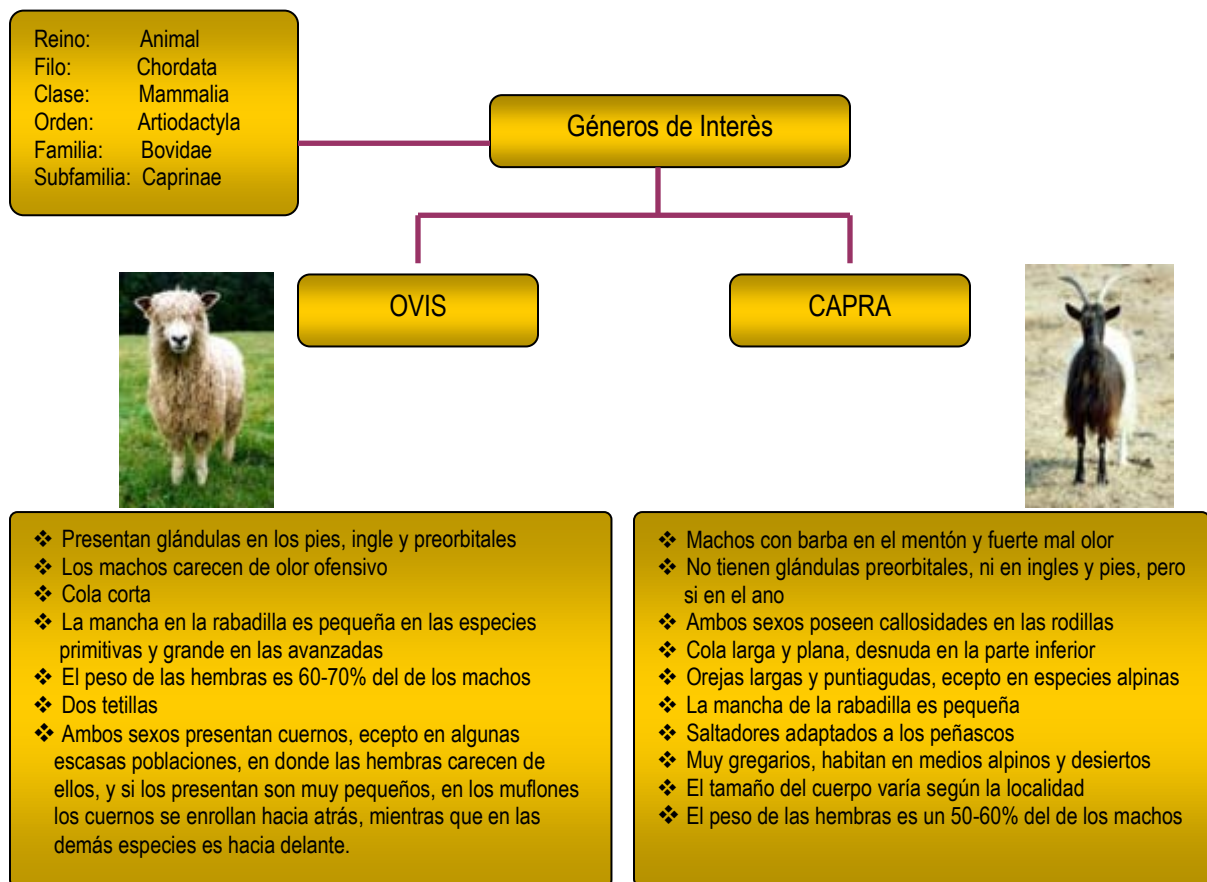 Reino: Animal
Filo: Chordata
Clase: Mammalia
Orden: Artiodactyla
Familia: Bovidae
Subfamilia: Caprinae
Géneros de Interès
OVIS
CAPRA
❖ Presentan glándulas en los pies, ingle y preorbitales
❖ Los machos carecen de olor ofensivo
❖ Cola corta
❖ La mancha en la rabadilla es pequeña en las especies
primitivas y grande en las avanzadas
❖ El peso de las hembras es 60-70% del de los machos
❖ Dos tetillas
❖ Ambos sexos presentan cuernos, ecepto en algunas
escasas poblaciones, en donde las hembras carecen de
ellos, y si los presentan son muy pequeños, en los muflones
los cuernos se enrollan hacia atrás, mientras que en las
demás especies es hacia delante.
❖ Machos con barba en el mentón y fuerte mal olor
❖ No tienen glándulas preorbitales, ni en ingles y pies, pero
si en el ano
❖ Ambos sexos poseen callosidades en las rodillas
❖ Cola larga y plana, desnuda en la parte inferior
❖ Orejas largas y puntiagudas, ecepto en especies alpinas
❖ La mancha de la rabadilla es pequeña
❖ Saltadores adaptados a los peñascos
❖ Muy gregarios, habitan en medios alpinos y desiertos
❖ El tamaño del cuerpo varía según la localidad
❖ El peso de las hembras es un 50-60% del de los machos